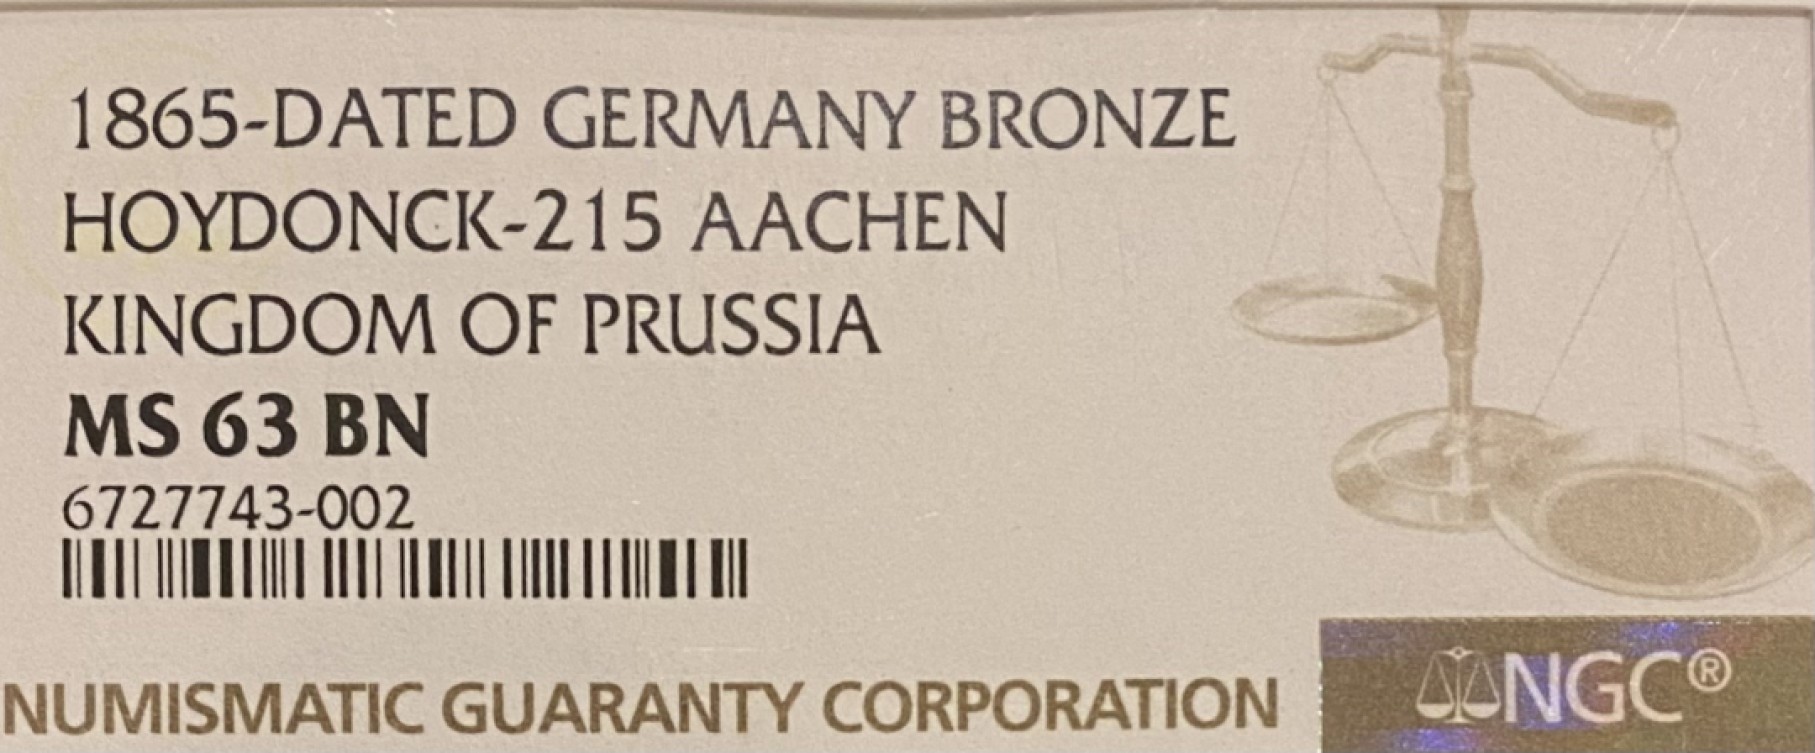 1865-DATED GERMANY BRONZE
HOYDONCK-215 AACHEN
KINGDOM OF PRUSSIA
MS 63 BN
6727743-002
NUMISMATIC GUARANTY CORPORATION
NGC®